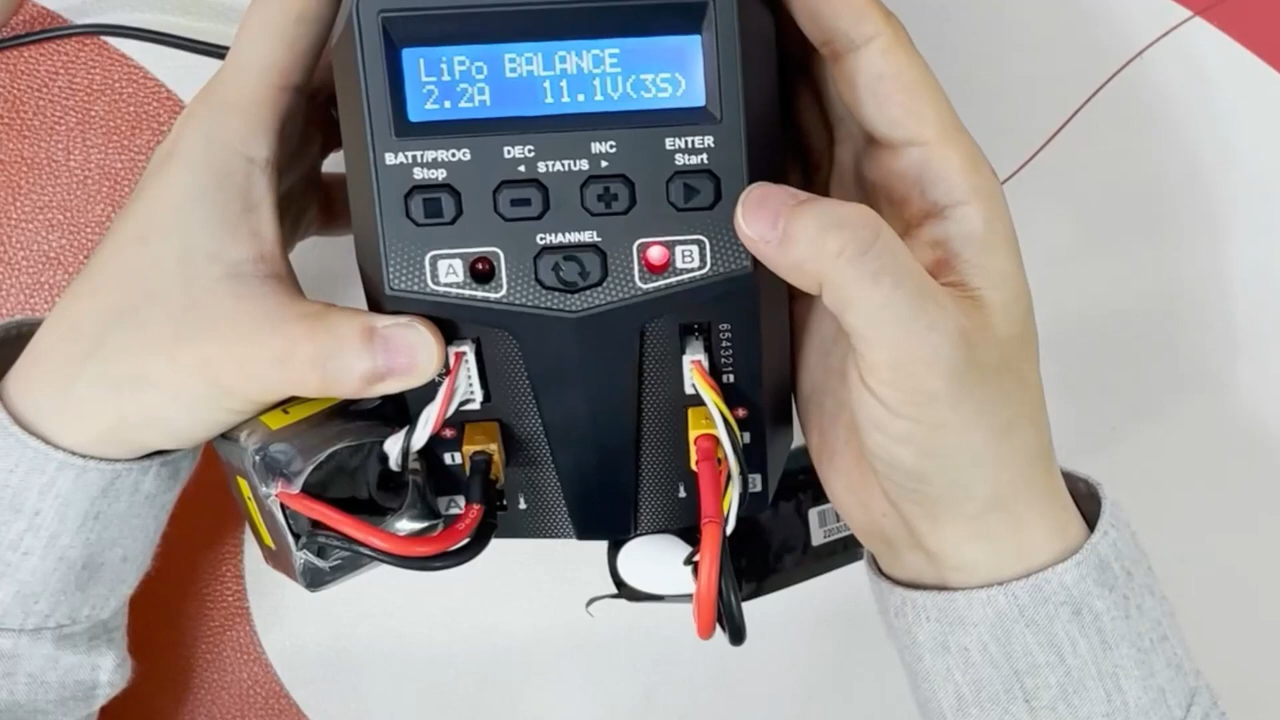 LiPo BALANCE
2.2A 11.1V(3S)
BATT/PROG
Stop
DEC
INC
◄ STATUS ►
ENTER
Start
CHANNEL
A
B
654321
A
B